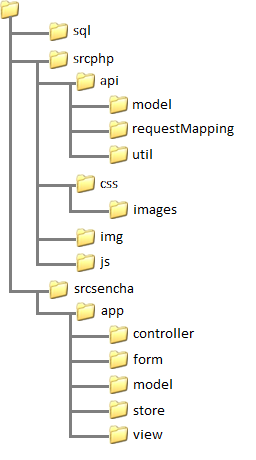 sql
srcphp
api
model
requestMapping
util
css
images
img
js
srcsencha
app
controller
form
model
store
view